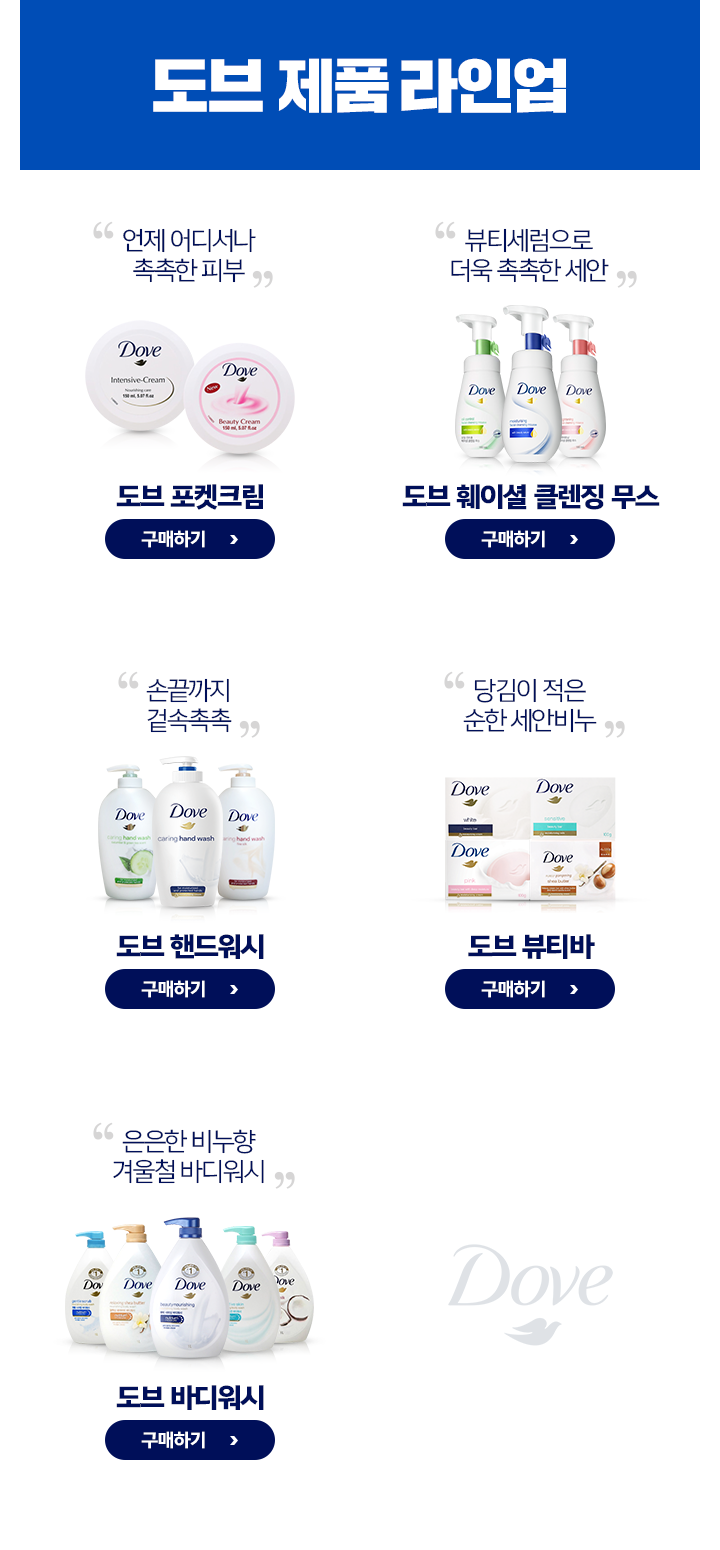 도브 제품 라인업
“ 언제 어디서나
촉촉한 피부 ”
Dove
Intensive-Cream
Nourishing care
150 ml, 5.07 fl.oz
Dove
New
Beauty Cream
150 ml, 5.07 fl.oz
도브 포켓크림
구매하기 ›
“ 뷰티세럼으로
더욱 촉촉한 세안 ”
Dove
Dove
Dove
도브 훼이셜 클렌징 무스
구매하기 ›
“ 손끝까지
겉속촉촉 ”
Dove
caring hand wash
Dove
caring hand wash
Dove
caring hand wash
도브 핸드워시
구매하기 ›
“ 당김이 적은
순한 세안비누 ”
Dove
white
Dove
sensitive
Dove
pink
Dove
shea butter
도브 뷰티바
구매하기 ›
“ 은은한 비누향
겨울철 바디워시 ”
Dove
Dove
Dove
Dove
도브 바디워시
구매하기 ›
Dove